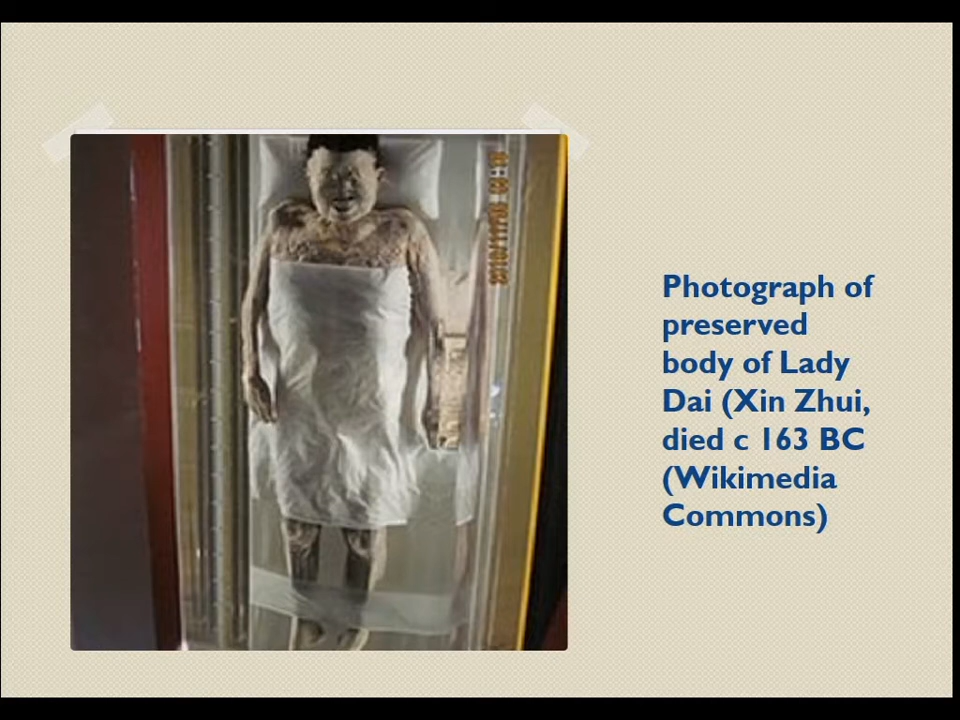 Photograph of
preserved
body of Lady
Dai (Xin Zhui,
died c 163 BC
(Wikimedia
Commons)